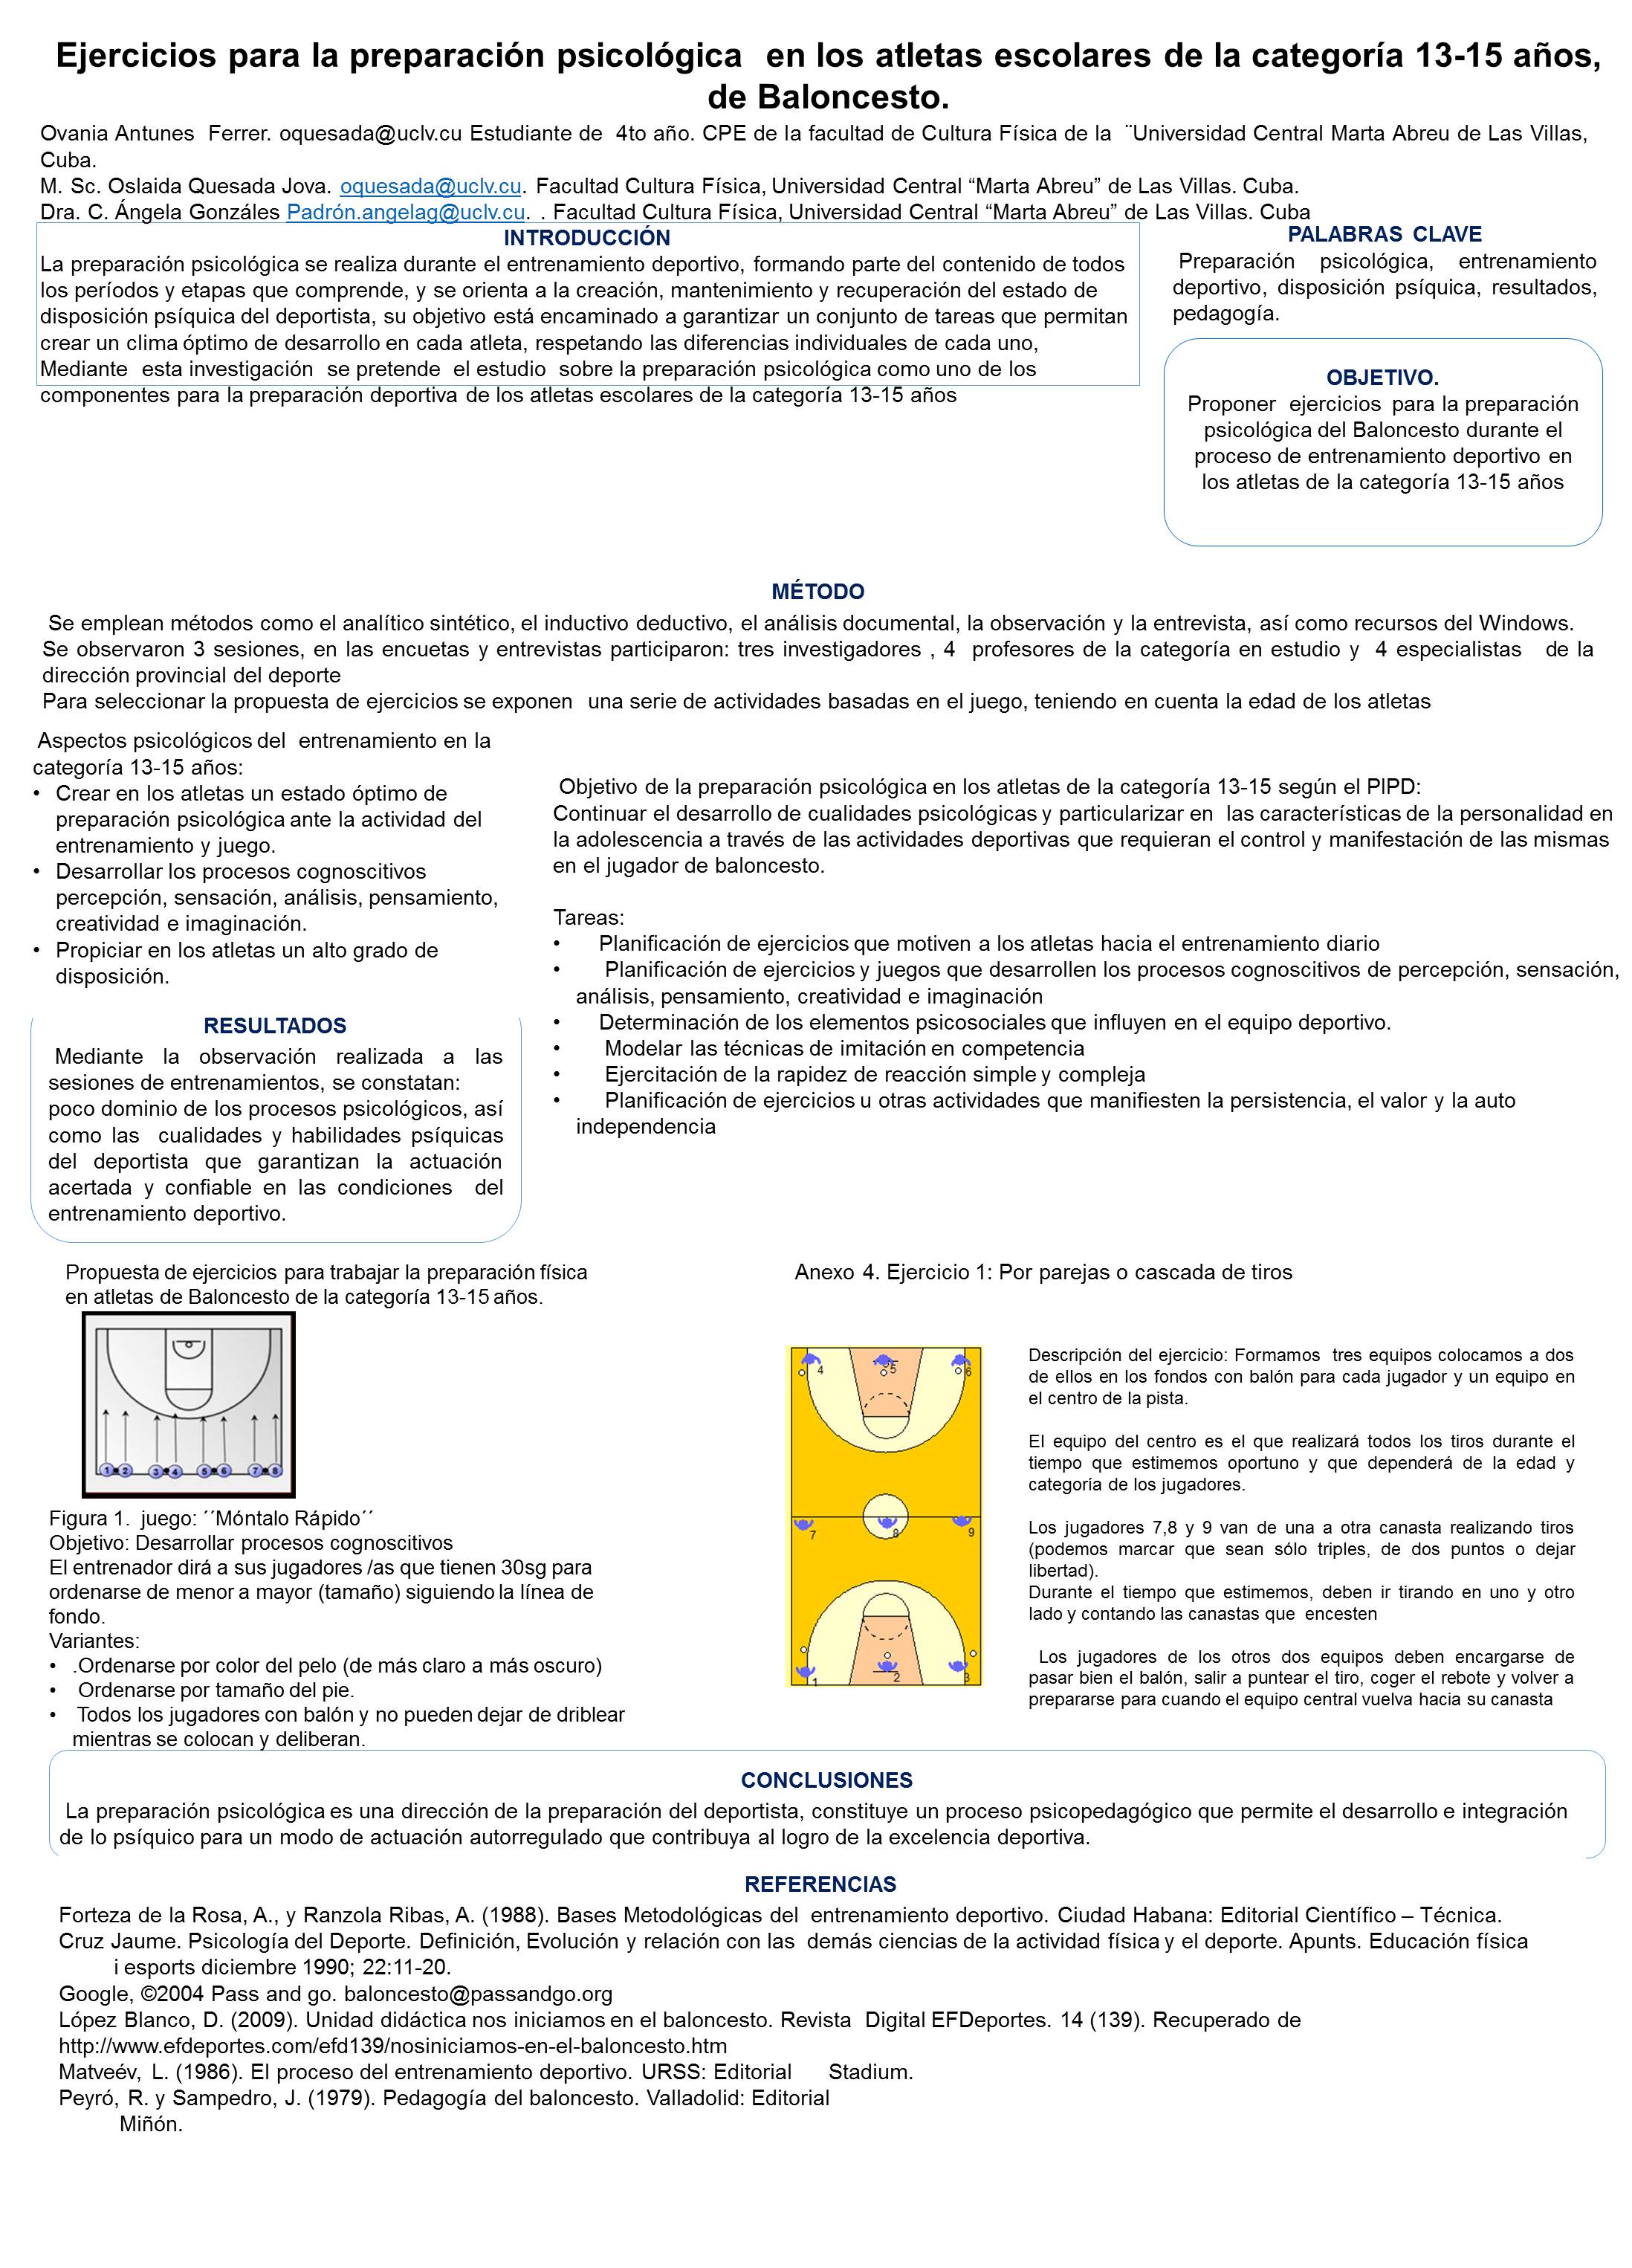 Ejercicios para la preparación psicológica en los atletas escolares de la categoría 13-15 años,
de Baloncesto.
Ovania Antunes Ferrer. oquesada@uclv.cu Estudiante de 4to año. CPE de la facultad de Cultura Física de la ¨Universidad Central Marta Abreu de Las Villas,
Cuba.
M. Sc. Oslaida Quesada Jova. oquesada@uclv.cu. Facultad Cultura Física, Universidad Central “Marta Abreu” de Las Villas. Cuba.
Dra. C. Ángela Gonzáles Padrón.angelag@uclv.cu. . Facultad Cultura Física, Universidad Central “Marta Abreu” de Las Villas. Cuba
INTRODUCCIÓN
La preparación psicológica se realiza durante el entrenamiento deportivo, formando parte del contenido de todos
los períodos y etapas que comprende, y se orienta a la creación, mantenimiento y recuperación del estado de
disposición psíquica del deportista, su objetivo está encaminado a garantizar un conjunto de tareas que permitan
crear un clima óptimo de desarrollo en cada atleta, respetando las diferencias individuales de cada uno,
Mediante esta investigación se pretende el estudio sobre la preparación psicológica como uno de los
componentes para la preparación deportiva de los atletas escolares de la categoría 13-15 años
PALABRAS CLAVE
Preparación psicológica, entrenamiento
deportivo, disposición psíquica, resultados,
pedagogía.
OBJETIVO.
Proponer ejercicios para la preparación
psicológica del Baloncesto durante el
proceso de entrenamiento deportivo en
los atletas de la categoría 13-15 años
MÉTODO
Se emplean métodos como el analítico sintético, el inductivo deductivo, el análisis documental, la observación y la entrevista, así como recursos del Windows.
Se observaron 3 sesiones, en las encuetas y entrevistas participaron: tres investigadores , 4 profesores de la categoría en estudio y 4 especialistas de la
dirección provincial del deporte
Para seleccionar la propuesta de ejercicios se exponen una serie de actividades basadas en el juego, teniendo en cuenta la edad de los atletas
Aspectos psicológicos del entrenamiento en la
categoría 13-15 años:
• Crear en los atletas un estado óptimo de
preparación psicológica ante la actividad del
entrenamiento y juego.
• Desarrollar los procesos cognoscitivos
percepción, sensación, análisis, pensamiento,
creatividad e imaginación.
• Propiciar en los atletas un alto grado de
disposición.
Objetivo de la preparación psicológica en los atletas de la categoría 13-15 según el PIPD:
Continuar el desarrollo de cualidades psicológicas y particularizar en las características de la personalidad en
la adolescencia a través de las actividades deportivas que requieran el control y manifestación de las mismas
en el jugador de baloncesto.
Tareas:
• Planificación de ejercicios que motiven a los atletas hacia el entrenamiento diario
• Planificación de ejercicios y juegos que desarrollen los procesos cognoscitivos de percepción, sensación,
análisis, pensamiento, creatividad e imaginación
• Determinación de los elementos psicosociales que influyen en el equipo deportivo.
• Modelar las técnicas de imitación en competencia
• Ejercitación de la rapidez de reacción simple y compleja
• Planificación de ejercicios u otras actividades que manifiesten la persistencia, el valor y la auto
independencia
RESULTADOS
Mediante la observación realizada a las
sesiones de entrenamientos, se constatan:
poco dominio de los procesos psicológicos, así
como las cualidades y habilidades psíquicas
del deportista que garantizan la actuación
acertada y confiable en las condiciones del
entrenamiento deportivo.
Propuesta de ejercicios para trabajar la preparación física
en atletas de Baloncesto de la categoría 13-15 años.
1 2 3 4 5 6 7 8
Figura 1. juego: ´´Móntalo Rápido´´
Objetivo: Desarrollar procesos cognoscitivos
El entrenador dirá a sus jugadores /as que tienen 30sg para
ordenarse de menor a mayor (tamaño) siguiendo la línea de
fondo.
Variantes:
• .Ordenarse por color del pelo (de más claro a más oscuro)
• Ordenarse por tamaño del pie.
• Todos los jugadores con balón y no pueden dejar de driblear
mientras se colocan y deliberan.
Anexo 4. Ejercicio 1: Por parejas o cascada de tiros
4 5 6
7 8 9
1 2 3
Descripción del ejercicio: Formamos tres equipos colocamos a dos
de ellos en los fondos con balón para cada jugador y un equipo en
el centro de la pista.
El equipo del centro es el que realizará todos los tiros durante el
tiempo que estimemos oportuno y que dependerá de la edad y
categoría de los jugadores.
Los jugadores 7,8 y 9 van de una a otra canasta realizando tiros
(podemos marcar que sean sólo triples, de dos puntos o dejar
libertad).
Durante el tiempo que estimemos, deben ir tirando en uno y otro
lado y contando las canastas que encesten
Los jugadores de los otros dos equipos deben encargarse de
pasar bien el balón, salir a puntear el tiro, coger el rebote y volver a
prepararse para cuando el equipo central vuelva hacia su canasta
CONCLUSIONES
La preparación psicológica es una dirección de la preparación del deportista, constituye un proceso psicopedagógico que permite el desarrollo e integración
de lo psíquico para un modo de actuación autorregulado que contribuya al logro de la excelencia deportiva.
REFERENCIAS
Forteza de la Rosa, A., y Ranzola Ribas, A. (1988). Bases Metodológicas del entrenamiento deportivo. Ciudad Habana: Editorial Científico – Técnica.
Cruz Jaume. Psicología del Deporte. Definición, Evolución y relación con las demás ciencias de la actividad física y el deporte. Apunts. Educación física
i esports diciembre 1990; 22:11-20.
Google, ©2004 Pass and go. baloncesto@passandgo.org
López Blanco, D. (2009). Unidad didáctica nos iniciamos en el baloncesto. Revista Digital EFDeportes. 14 (139). Recuperado de
http://www.efdeportes.com/efd139/nosiniciamos-en-el-baloncesto.htm
Matveév, L. (1986). El proceso del entrenamiento deportivo. URSS: Editorial Stadium.
Peyró, R. y Sampedro, J. (1979). Pedagogía del baloncesto. Valladolid: Editorial
Miñón.